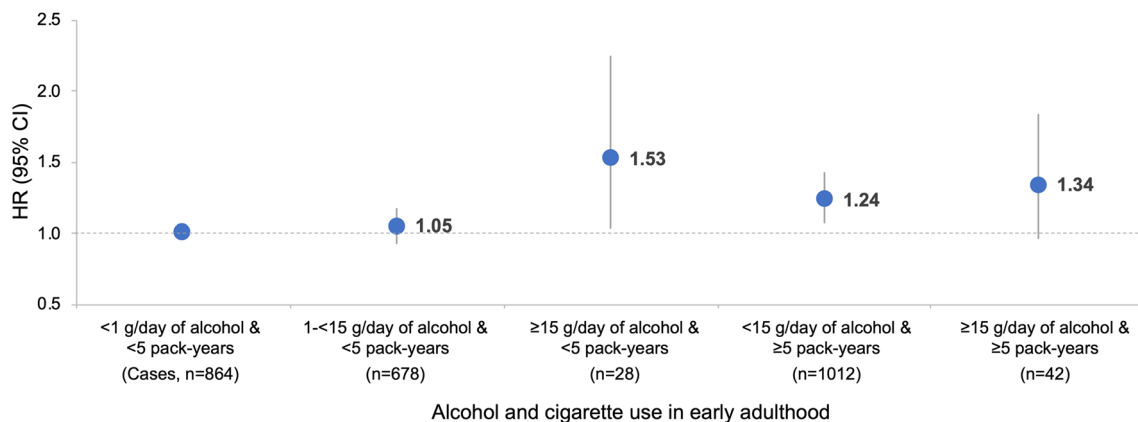 2.5
2.0
1.5
1.0
0.5
HR (95% CI)
1.05
1.53
1.24
1.34
<1 g/day of alcohol &
<5 pack-years
(Cases, n=864)
1-<15 g/day of alcohol &
<5 pack-years
(n=678)
≥15 g/day of alcohol &
<5 pack-years
(n=28)
<15 g/day of alcohol &
≥5 pack-years
(n=1012)
≥15 g/day of alcohol &
≥5 pack-years
(n=42)
Alcohol and cigarette use in early adulthood